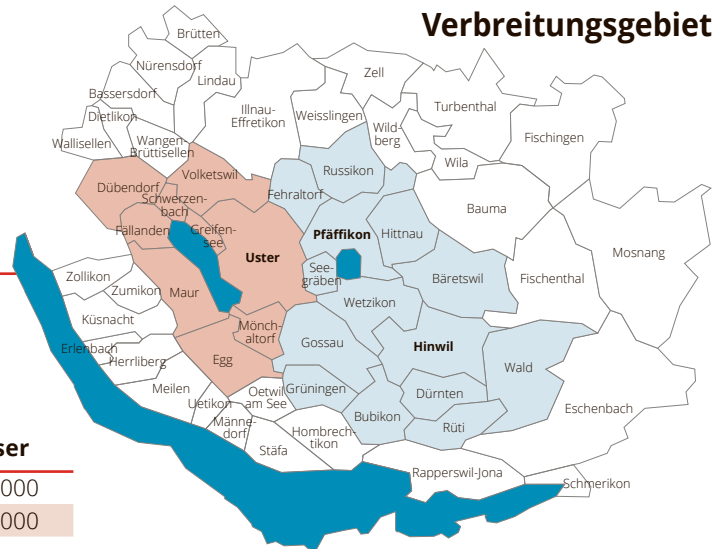 Verbreitungsgebiet
Brütten
Nürensdorf
Lindau
Zell
Bassersdorf
Turbenthal
Dietlikon
Illnau-
Effretikon
Weisslingen
Wild-
berg
Fischingen
Wallisellen
Wangen-
Brüttisellen
Wila
Volketswil
Russikon
Dübendorf
Schwerzen-
bach
Fehraltorf
Bauma
Fällanden
Greifen-
see
Pfäffikon
Hittnau
Mosnang
Uster
See-
gräben
Bäretswil
Fischenthal
Zollikon
Zumikon
Maur
Wetzikon
Küsnacht
Mönch-
altorf
Gossau
Hinwil
Erlenbach
Herrliberg
Egg
Wald
Meilen
Oetwil
am See
Grüningen
Dürnten
Uetikon
Eschenbach
Männe-
dorf
Bubikon
Rüti
Stäfa
Hombrech-
tikon
ser
Rapperswil-Jona
Schmerikon
000
000